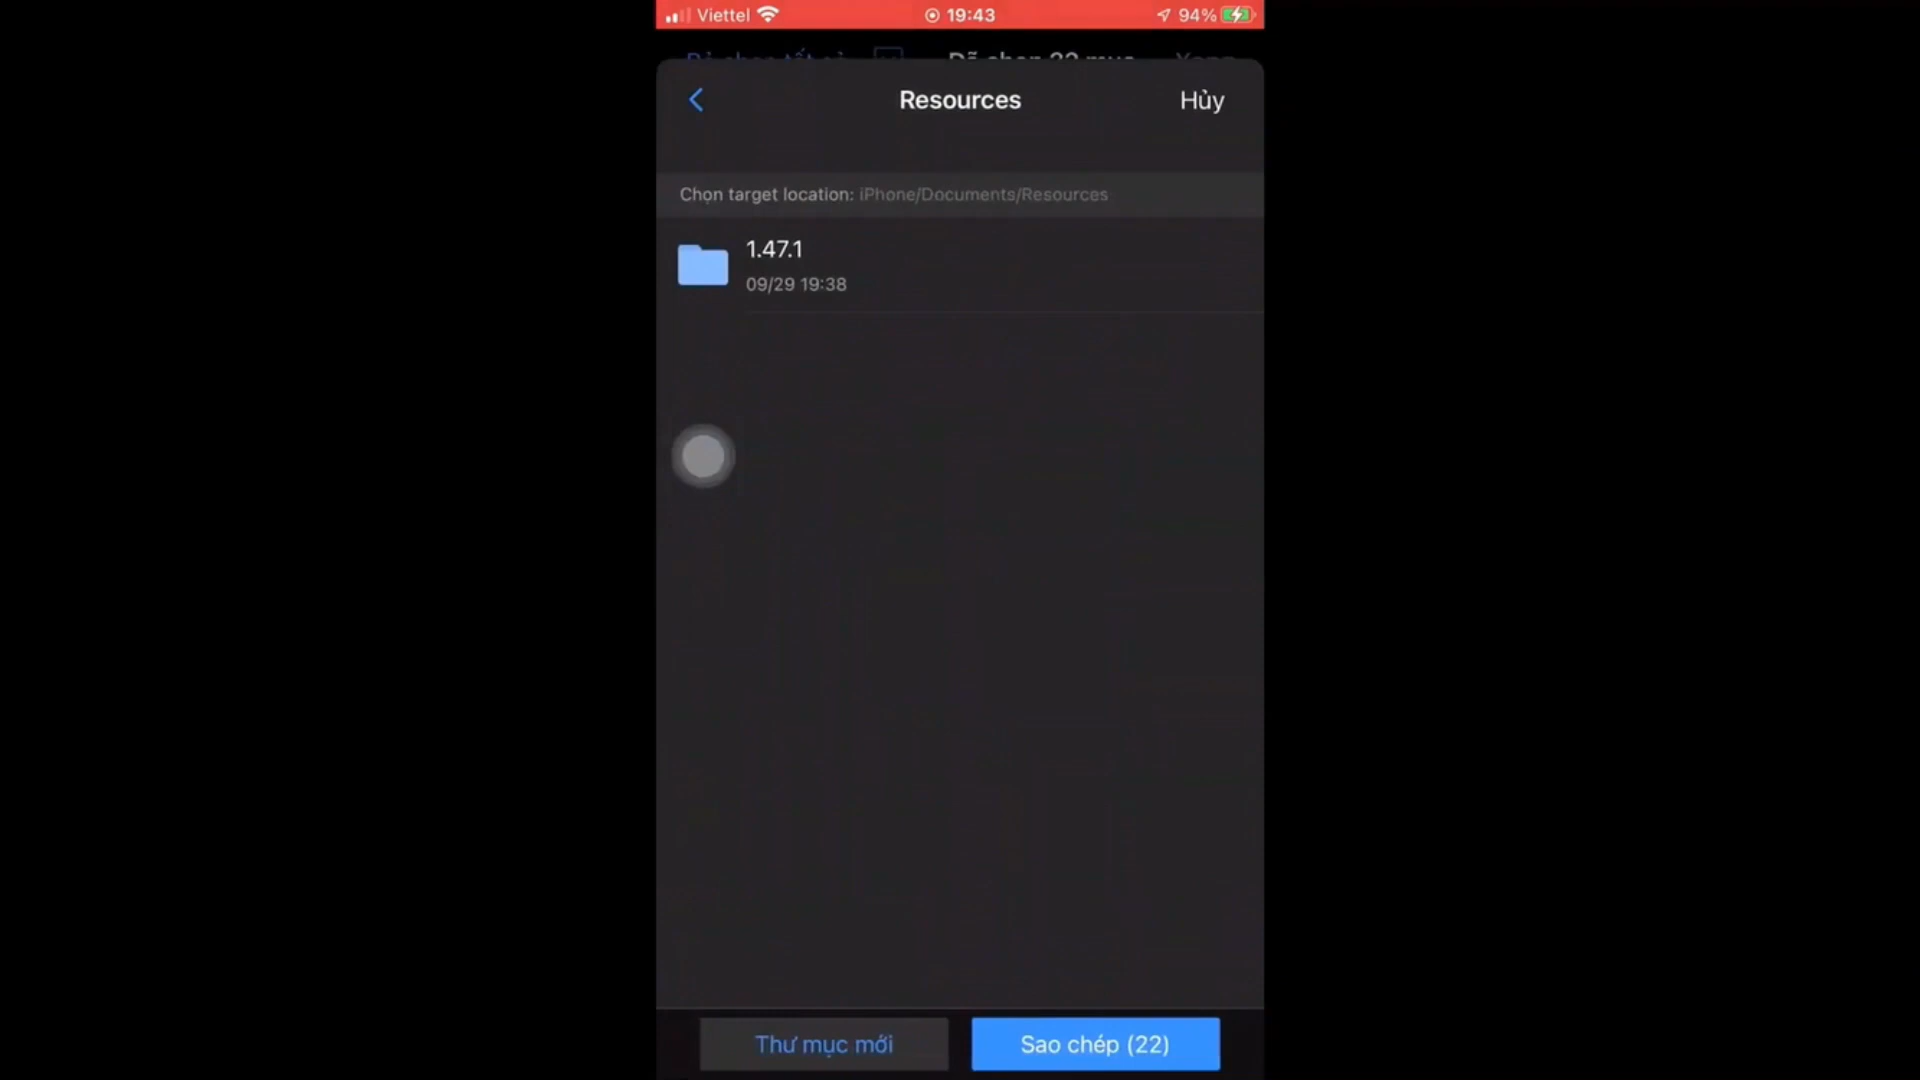 Viettel 19:43 94%
Resources Hủy
Chọn target location: iPhone/Documents/Resources
1.47.1
09/29 19:38
Thư mục mới Sao chép (22)